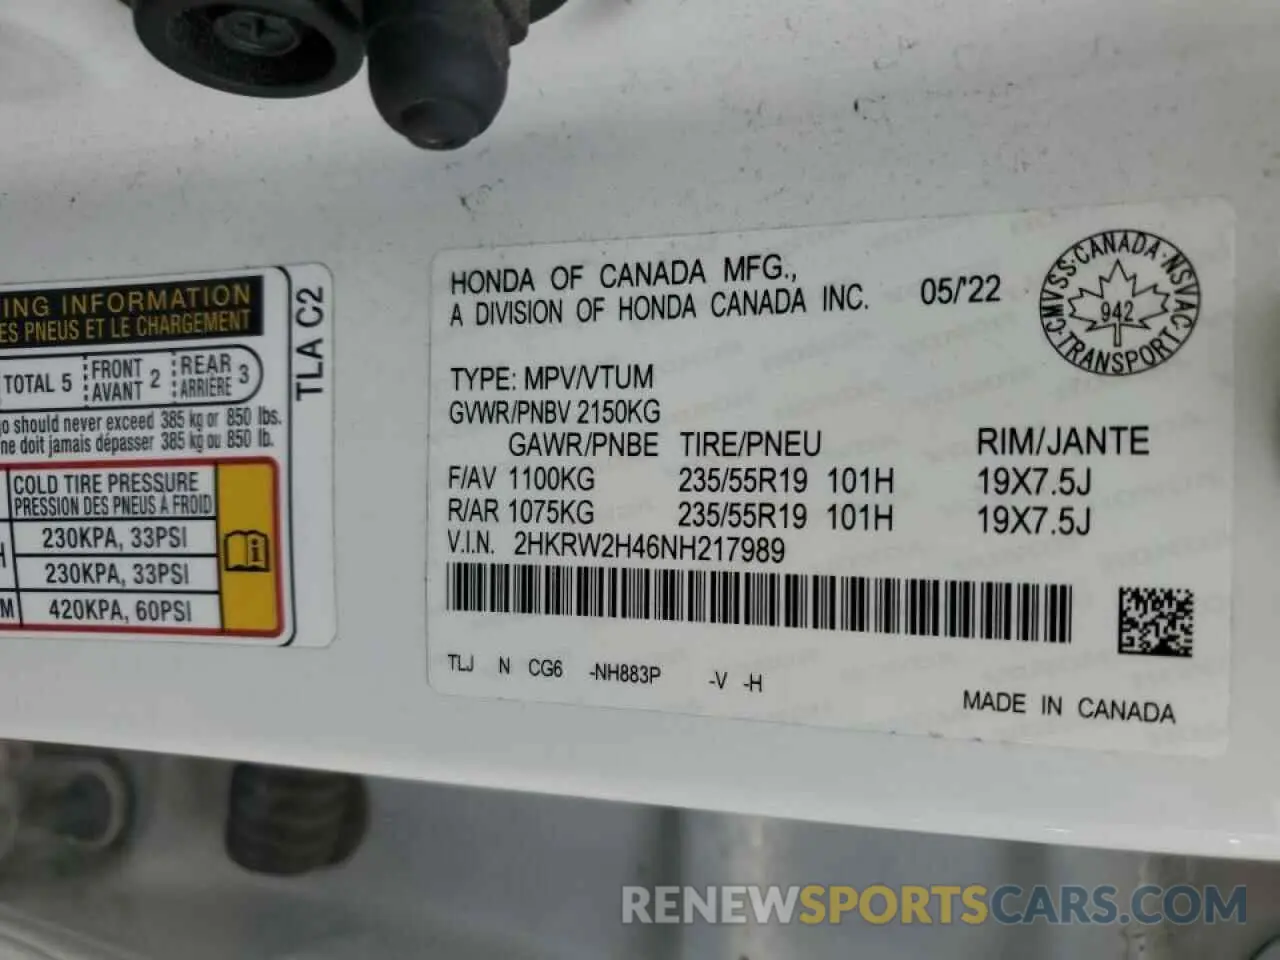 ING INFORMATION
ES PNEUS ET LE CHARGEMENT
TOTAL 5 FRONT AVANT 2 REAR ARRIÈRE 3
o should never exceed 385 kg or 850 lbs.
ne doit jamais dépasser 385 kg ou 850 lb.
COLD TIRE PRESSURE
PRESSION DES PNEUS À FROID
230KPA, 33PSI
230KPA, 33PSI
M 420KPA, 60PSI
TLA C2
HONDA OF CANADA MFG.,
A DIVISION OF HONDA CANADA INC. 05/'22
CMVSS·CANADA·NSVAC·TRANSPORT·
942
TYPE: MPV/VTUM
GVWR/PNBV 2150KG
GAWR/PNBE TIRE/PNEU RIM/JANTE
F/AV 1100KG 235/55R19 101H 19X7.5J
R/AR 1075KG 235/55R19 101H 19X7.5J
V.I.N. 2HKRW2H46NH217989
TLJ N CG6 -NH883P -V -H
MADE IN CANADA
RENEWSPORTSCARS.COM